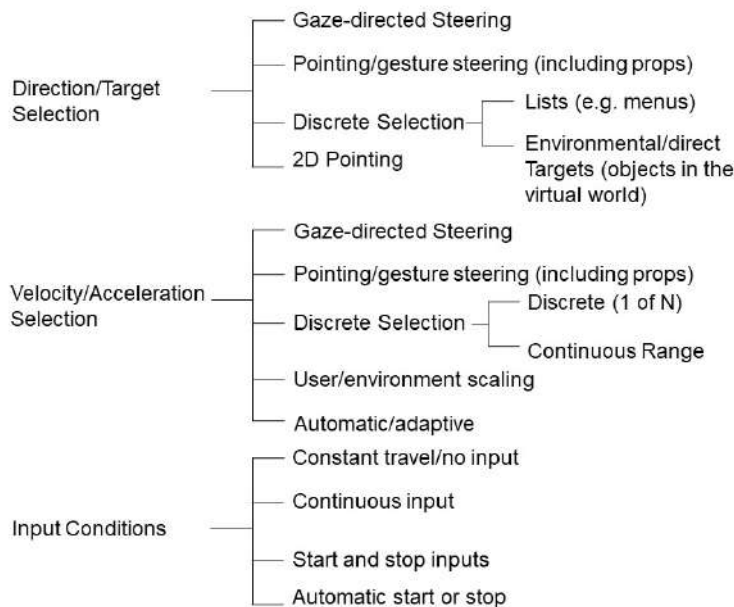 Gaze-directed Steering
Pointing/gesture steering (including props)
Direction/Target
Selection
Lists (e.g. menus)
Discrete Selection
Environmental/direct
Targets (objects in the
virtual world)
2D Pointing
Gaze-directed Steering
Pointing/gesture steering (including props)
Velocity/Acceleration
Selection
Discrete (1 of N)
Discrete Selection
Continuous Range
User/environment scaling
Automatic/adaptive
Constant travel/no input
Continuous input
Input Conditions
Start and stop inputs
Automatic start or stop